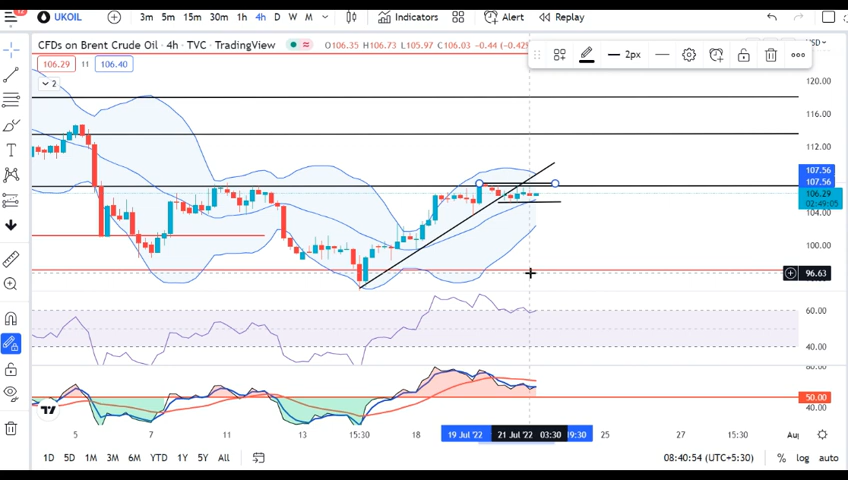 UKOIL 3m 5m 15m 30m 1h 4h D W M Indicators Alert Replay
CFDs on Brent Crude Oil · 4h · TVC · TradingView O106.35 H106.73 L105.97 C106.03 −0.44 (−0.42%
106.29 11 106.40
2px
2
120.00
116.00
112.00
107.56
107.56
106.29
02:49:05
104.00
100.00
96.63
60.00
40.00
50.00
40.00
5 7 11 13 15:30 18 19 Jul '22 21 Jul '22 03:30 25 27 15:30
1D 5D 1M 3M 6M YTD 1Y 5Y All 08:40:54 (UTC+5:30) % log auto